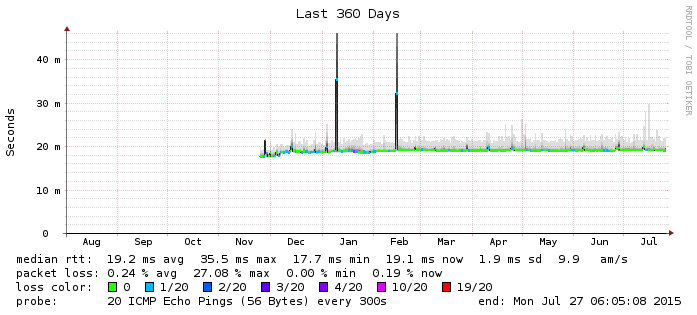 Last 360 Days
RRDTOOL / TOBI OETIKER
Seconds
40 m
30 m
20 m
10 m
0
Aug Sep Oct Nov Dec Jan Feb Mar Apr May Jun Jul
median rtt: 19.2 ms avg 35.5 ms max 17.7 ms min 19.1 ms now 1.9 ms sd 9.9 am/s
packet loss: 0.24 % avg 27.08 % max 0.00 % min 0.19 % now
loss color: 0 1/20 2/20 3/20 4/20 10/20 19/20
probe: 20 ICMP Echo Pings (56 Bytes) every 300s end: Mon Jul 27 06:05:08 2015